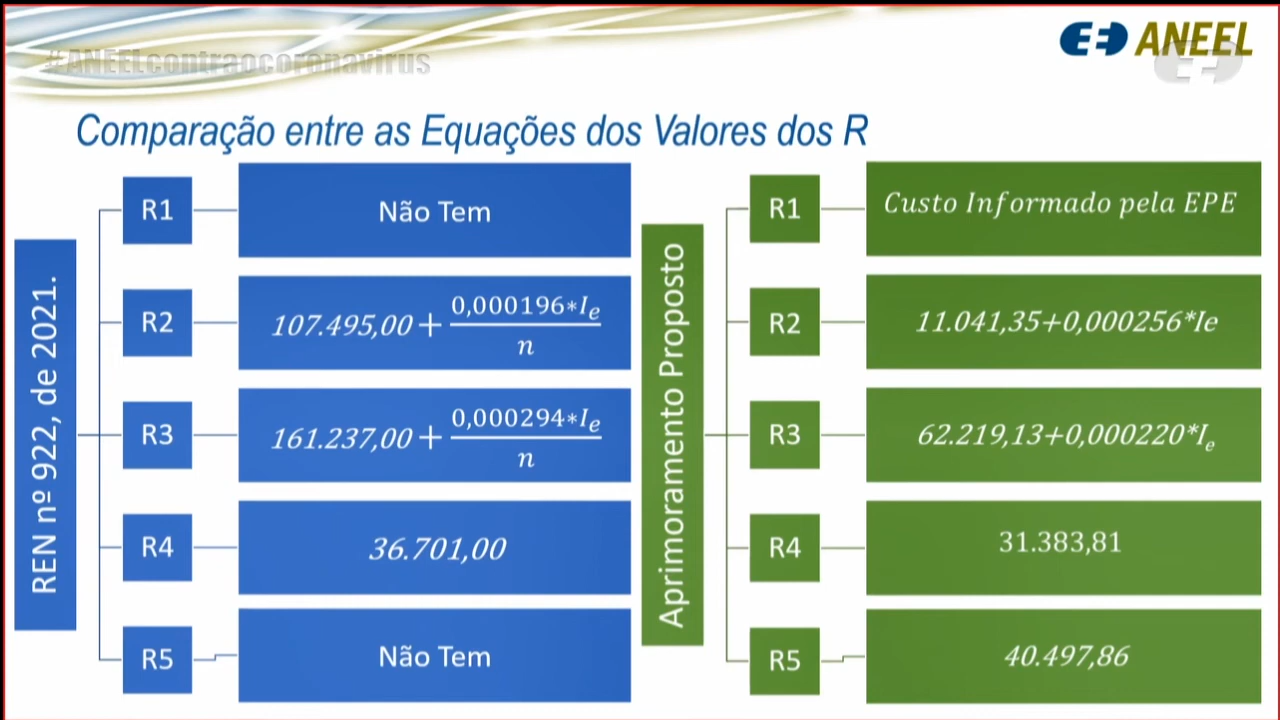 #ANEELcontraocoronavirus
ANEEL
Comparação entre as Equações dos Valores dos R
REN nº 922, de 2021.
R1
Não Tem
R2
107.495,00 + 0,000196*Ie / n
R3
161.237,00 + 0,000294*Ie / n
R4
36.701,00
R5
Não Tem
Aprimoramento Proposto
R1
Custo Informado pela EPE
R2
11.041,35+0,000256*Ie
R3
62.219,13+0,000220*Ie
R4
31.383,81
R5
40.497,86